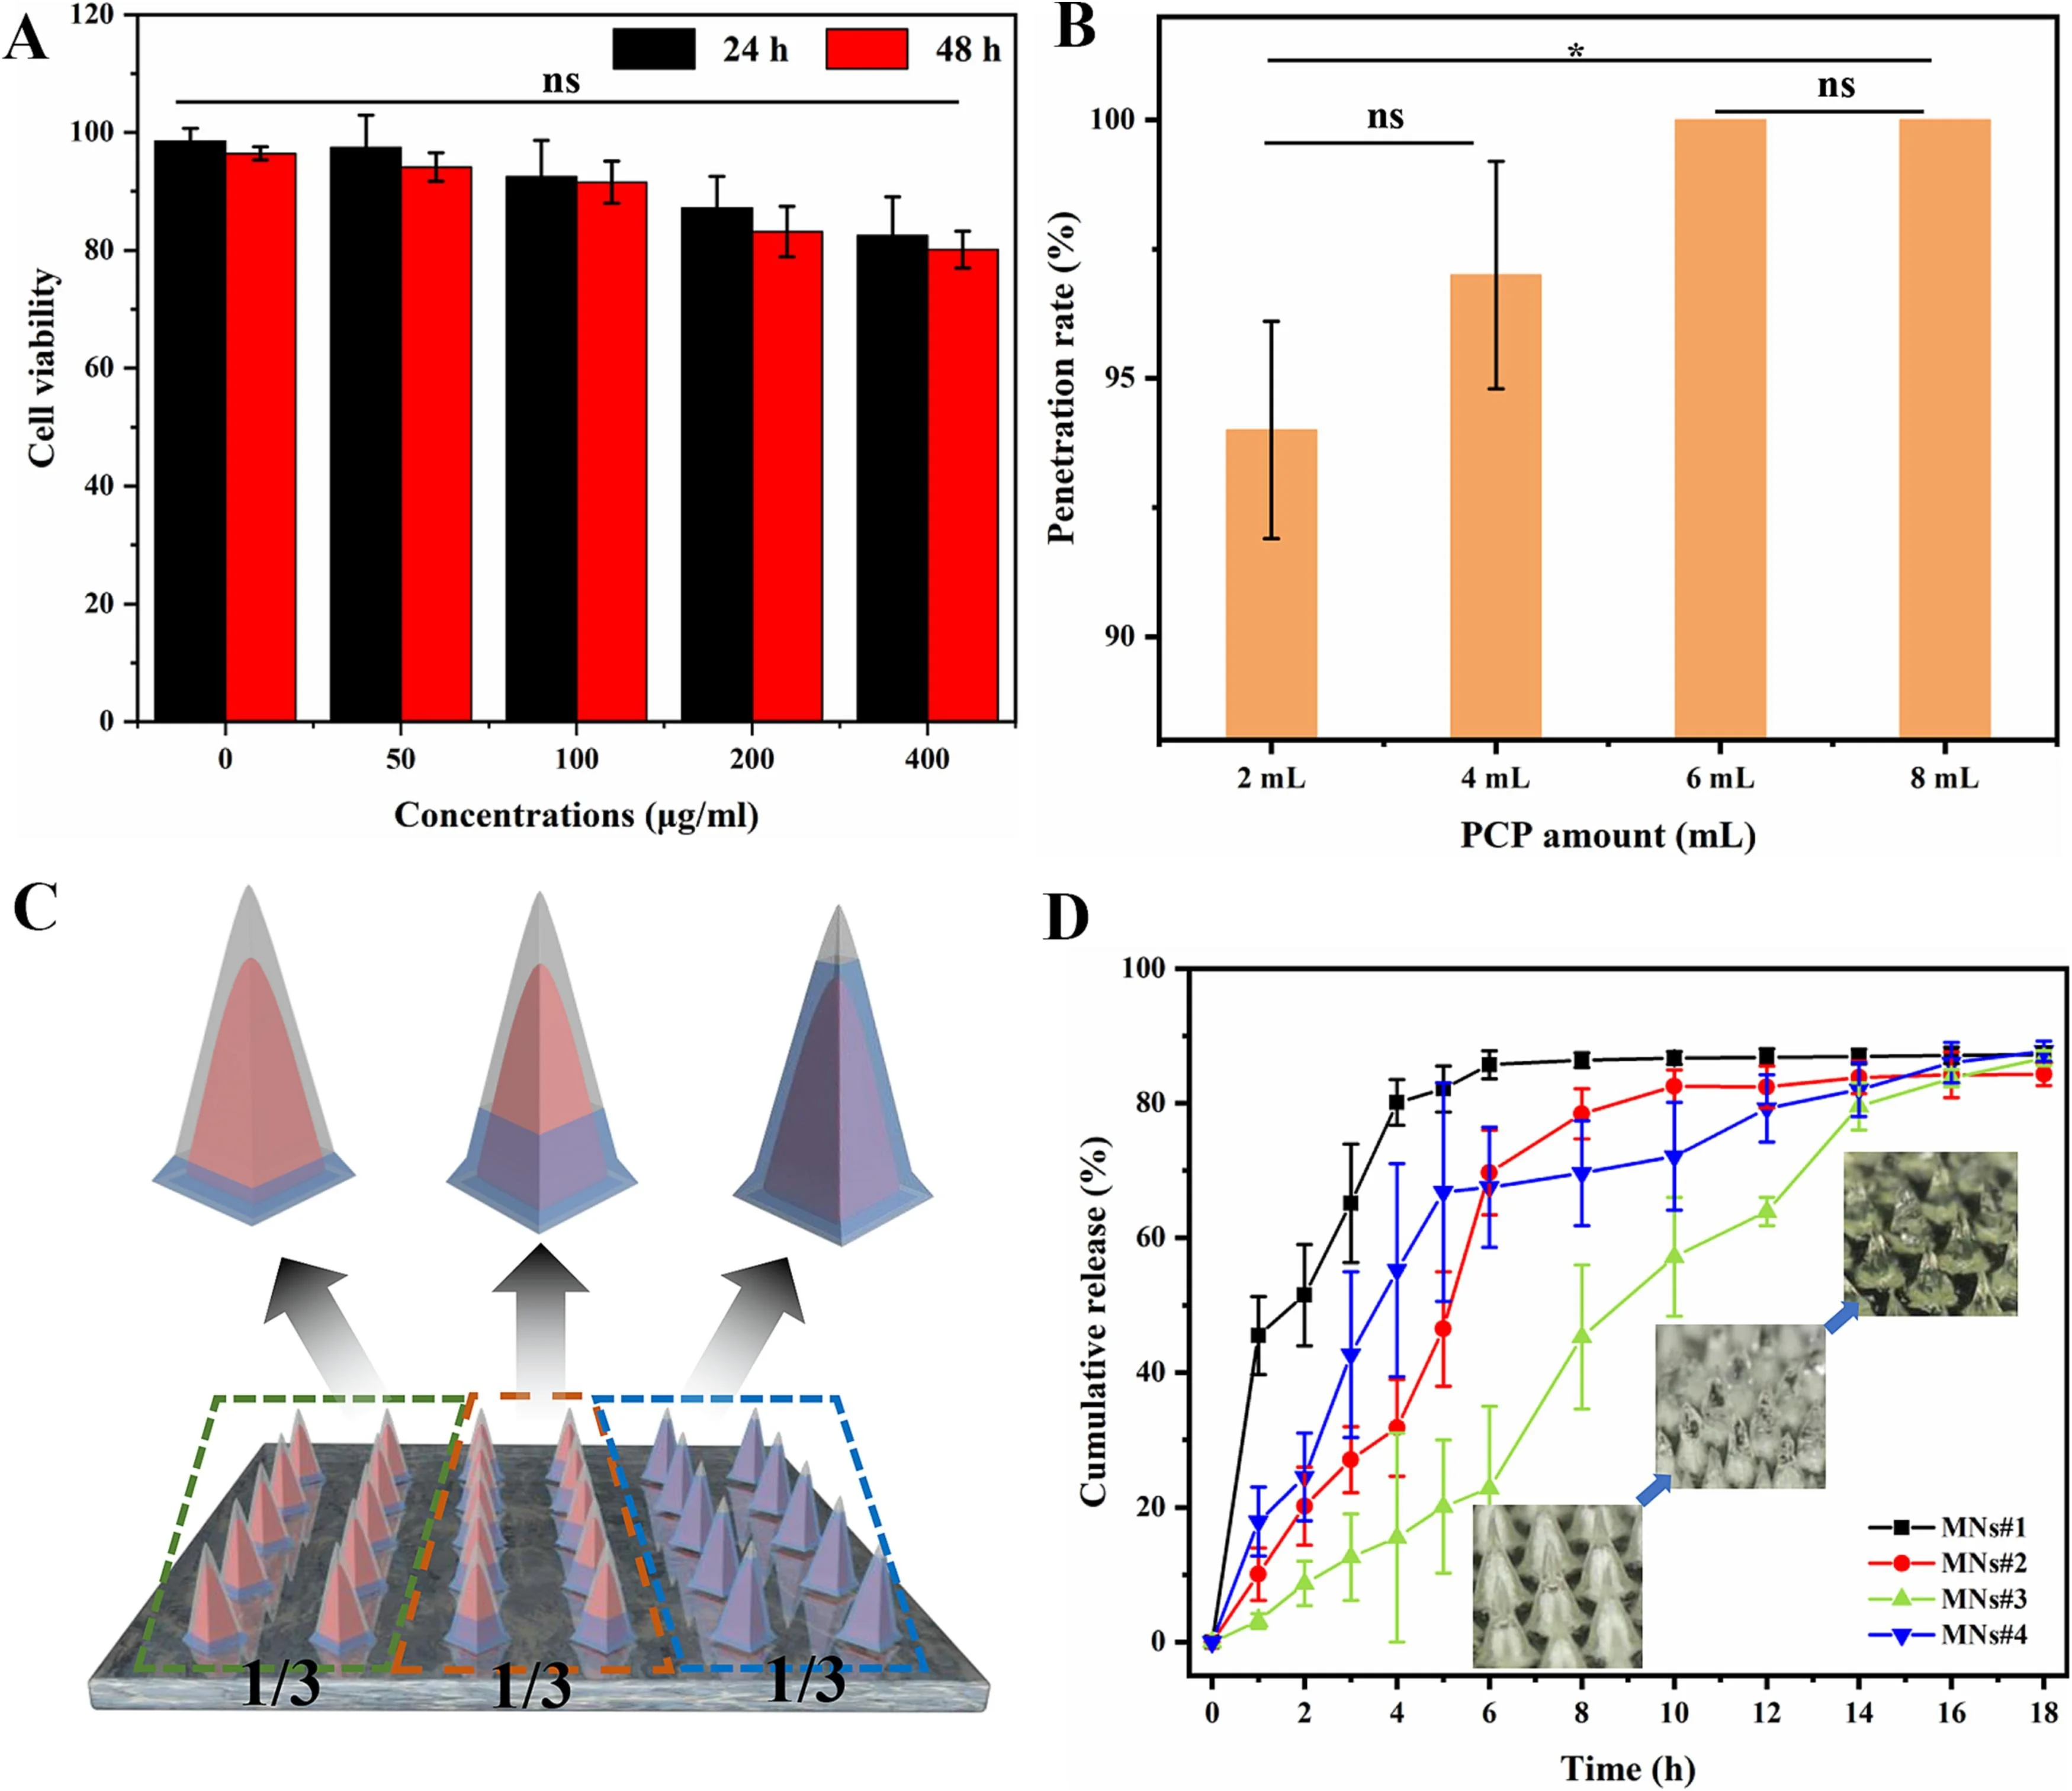 A
120
100
80
60
40
20
0
Cell viability
24 h
48 h
ns
0 50 100 200 400
Concentrations (μg/ml)
B
100
95
90
Penetration rate (%)
*
ns
ns
2 mL 4 mL 6 mL 8 mL
PCP amount (mL)
C
1/3 1/3 1/3
D
100
80
60
40
20
0
Cumulative release (%)
MNs#1
MNs#2
MNs#3
MNs#4
0 2 4 6 8 10 12 14 16 18
Time (h)